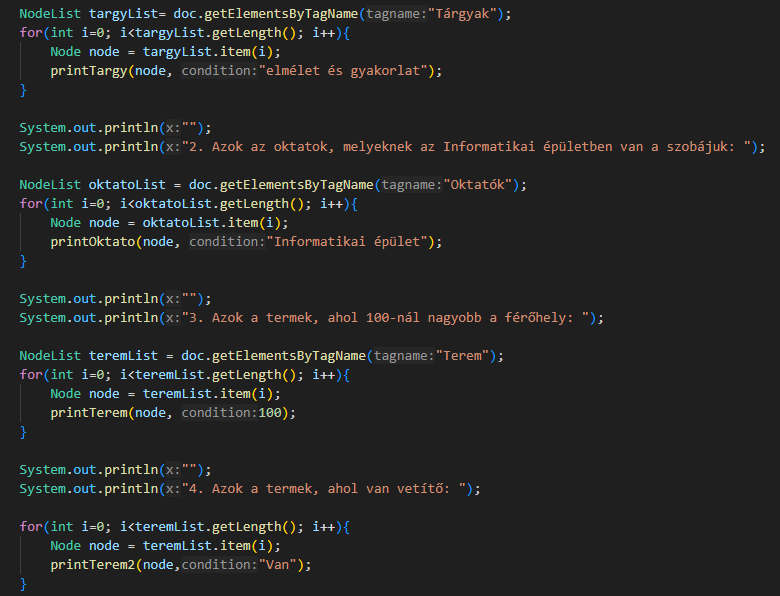 NodeList targyList= doc.getElementsByTagName(tagname:"Tárgyak");
for(int i=0; i<targyList.getLength(); i++){
    Node node = targyList.item(i);
    printTargy(node, condition:"elmélet és gyakorlat");
}

System.out.println(x:"");
System.out.println(x:"2. Azok az oktatok, melyeknek az Informatikai épületben van a szobájuk: ");

NodeList oktatoList = doc.getElementsByTagName(tagname:"Oktatók");
for(int i=0; i<oktatoList.getLength(); i++){
    Node node = oktatoList.item(i);
    printOktato(node, condition:"Informatikai épület");
}

System.out.println(x:"");
System.out.println(x:"3. Azok a termek, ahol 100-nál nagyobb a férőhely: ");

NodeList teremList = doc.getElementsByTagName(tagname:"Terem");
for(int i=0; i<teremList.getLength(); i++){
    Node node = teremList.item(i);
    printTerem(node, condition:100);
}

System.out.println(x:"");
System.out.println(x:"4. Azok a termek, ahol van vetítő: ");

for(int i=0; i<teremList.getLength(); i++){
    Node node = teremList.item(i);
    printTerem2(node,condition:"Van");
}